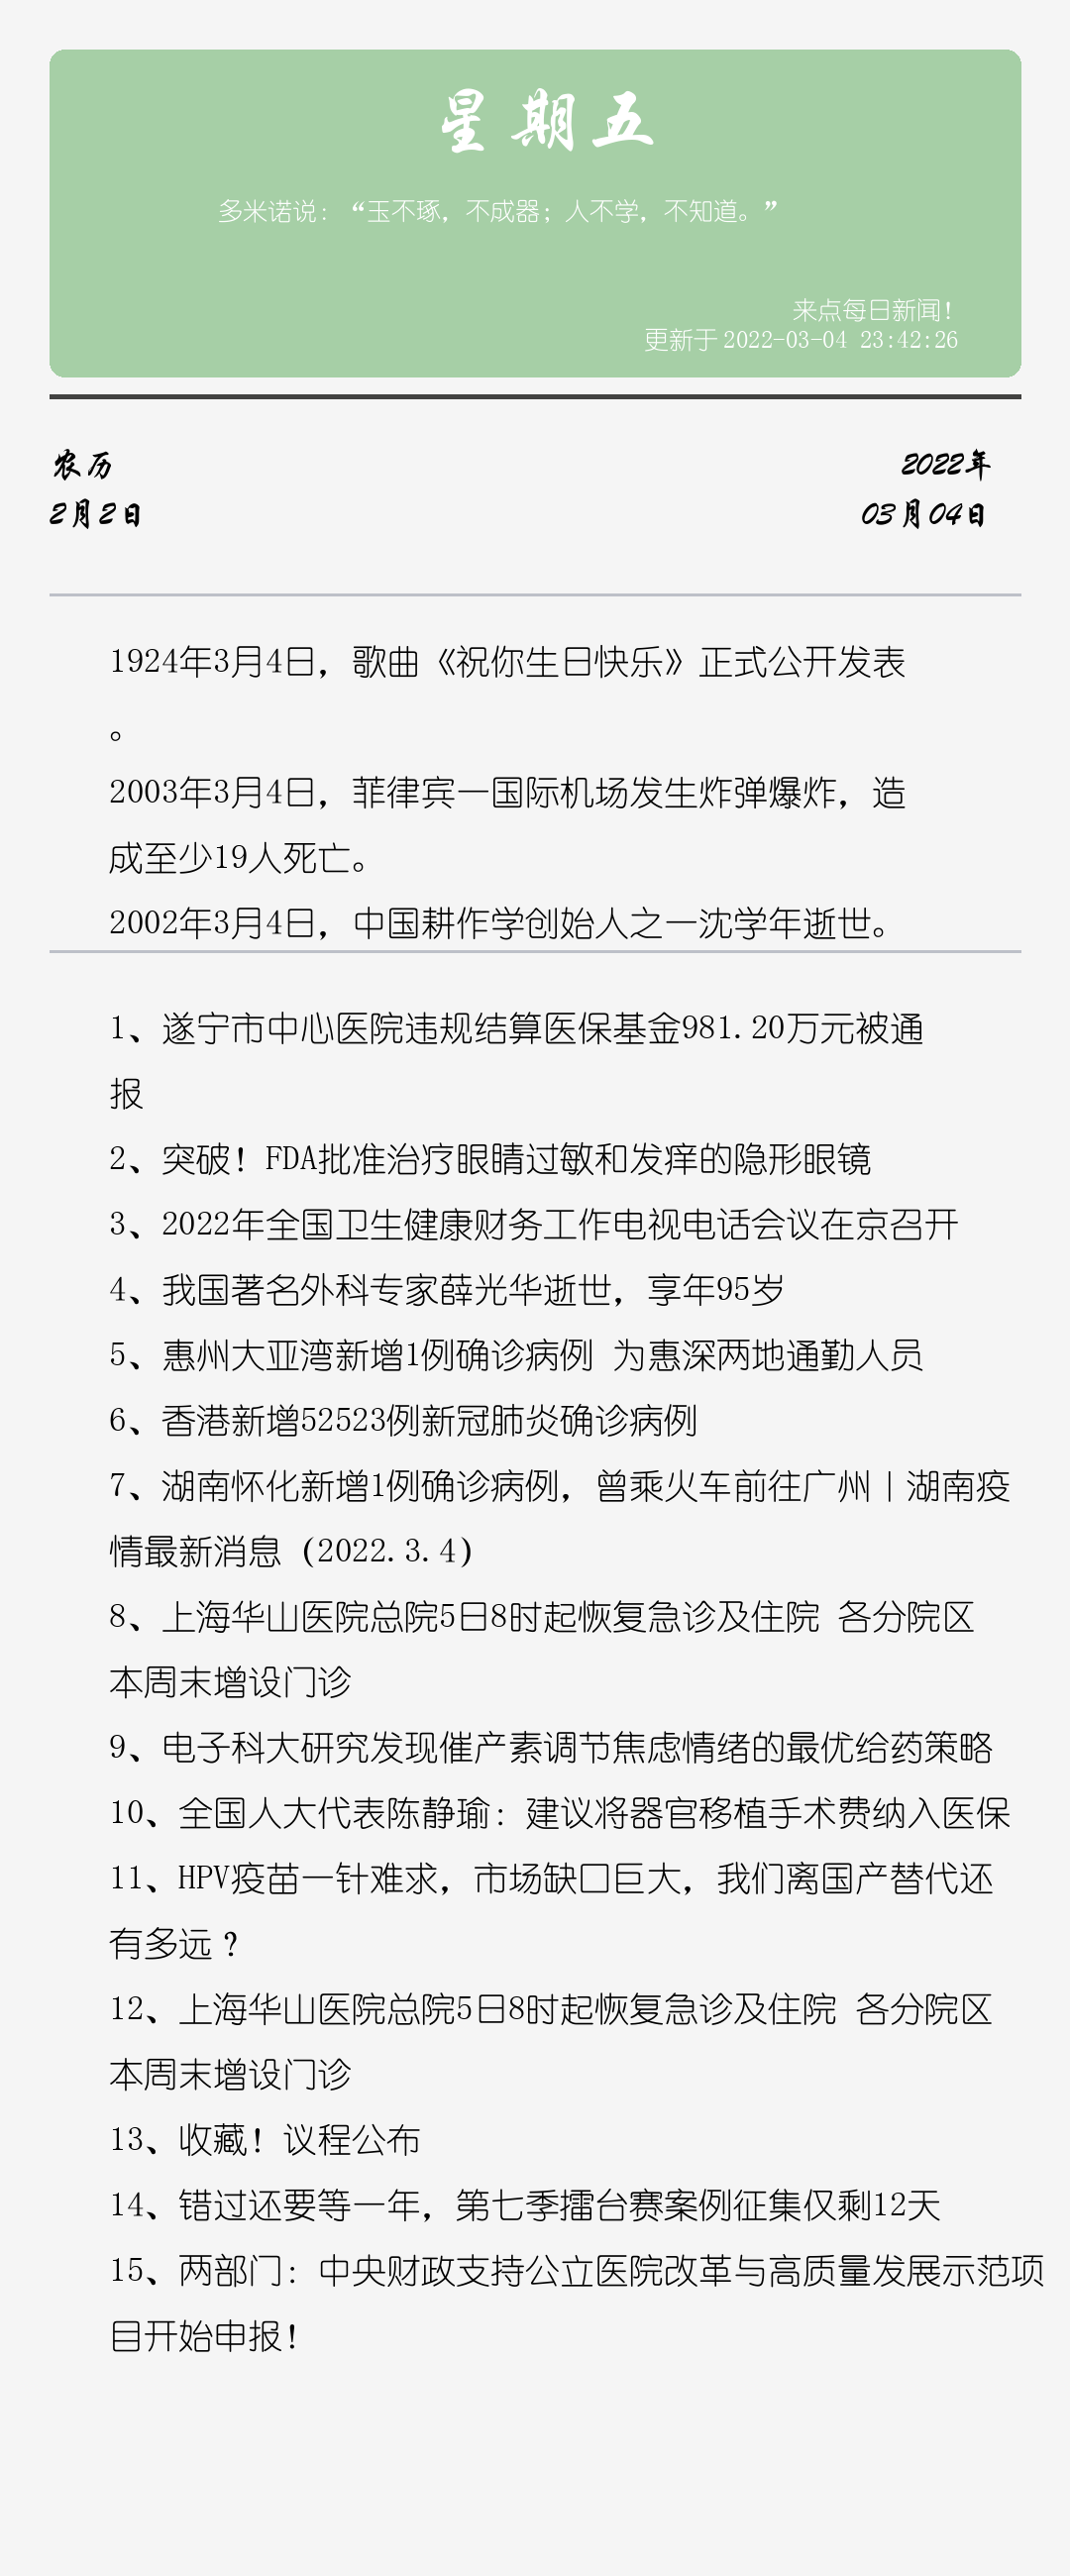 星期五
多米诺说：“玉不琢，不成器；人不学，不知道。”
来点每日新闻！
更新于 2022-03-04 23:42:26
农历
2022年
2月2日
03月04日
1924年3月4日，歌曲《祝你生日快乐》正式公开发表
。
2003年3月4日，菲律宾一国际机场发生炸弹爆炸，造
成至少19人死亡。
2002年3月4日，中国耕作学创始人之一沈学年逝世。
1、遂宁市中心医院违规结算医保基金981.20万元被通
报
2、突破！FDA批准治疗眼睛过敏和发痒的隐形眼镜
3、2022年全国卫生健康财务工作电视电话会议在京召开
4、我国著名外科专家薛光华逝世，享年95岁
5、惠州大亚湾新增1例确诊病例 为惠深两地通勤人员
6、香港新增52523例新冠肺炎确诊病例
7、湖南怀化新增1例确诊病例，曾乘火车前往广州丨湖南疫
情最新消息（2022.3.4）
8、上海华山医院总院5日8时起恢复急诊及住院 各分院区
本周末增设门诊
9、电子科大研究发现催产素调节焦虑情绪的最优给药策略
10、全国人大代表陈静瑜：建议将器官移植手术费纳入医保
11、HPV疫苗一针难求，市场缺口巨大，我们离国产替代还
有多远？
12、上海华山医院总院5日8时起恢复急诊及住院 各分院区
本周末增设门诊
13、收藏！议程公布
14、错过还要等一年，第七季擂台赛案例征集仅剩12天
15、两部门：中央财政支持公立医院改革与高质量发展示范项
目开始申报！